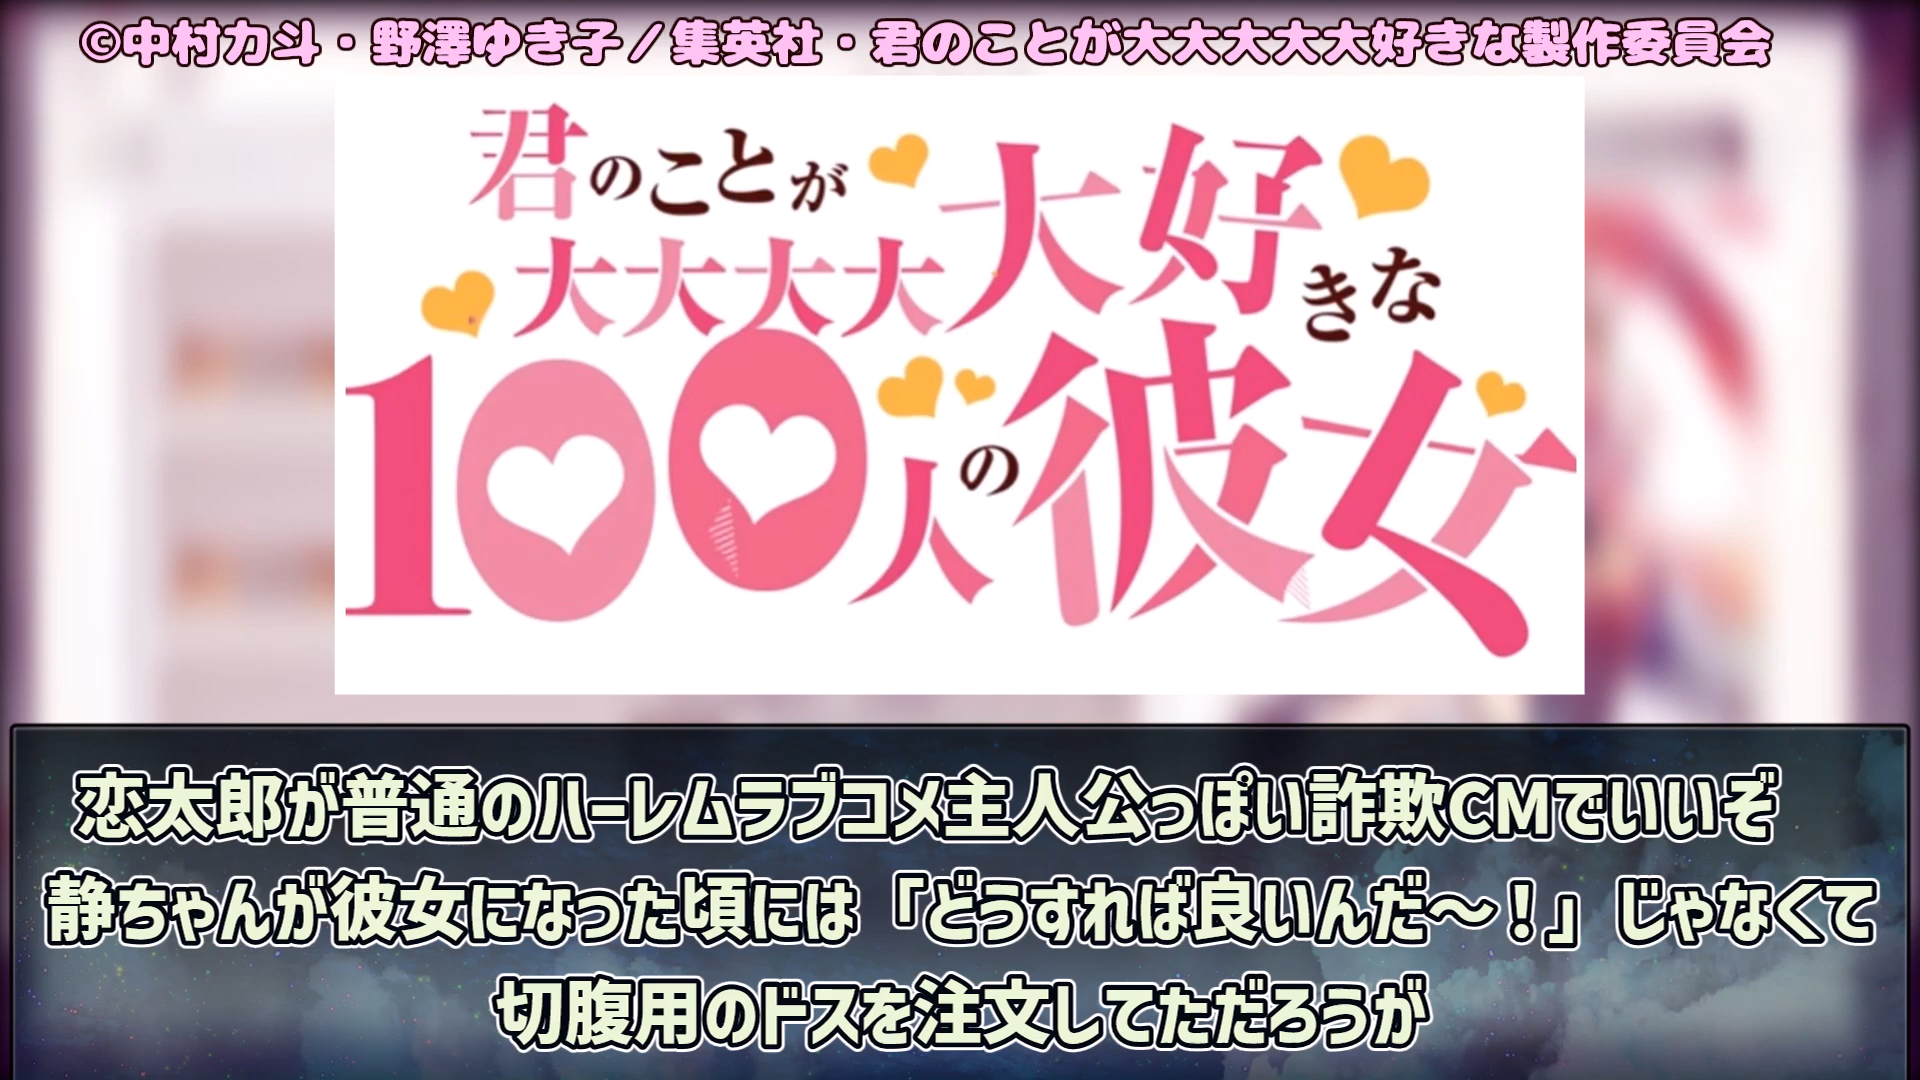 ©中村力斗・野澤ゆき子／集英社・君のことが大大大大大好きな製作委員会
君のことが
大大大大大好きな
100人の彼女
恋太郎が普通のハーレムラブコメ主人公っぽい詐欺CMでいいぞ
静ちゃんが彼女になった頃には「どうすれば良いんだ～！」じゃなくて
切腹用のドスを注文してただろうが